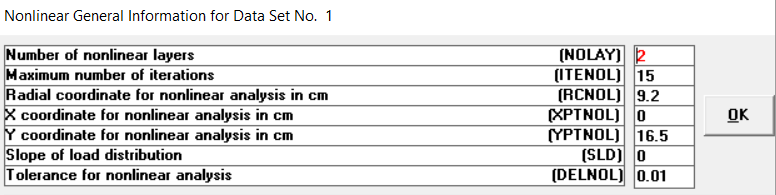 Nonlinear General Information for Data Set No. 1
Number of nonlinear layers (NOLAY) 2
Maximum number of iterations (ITENOL) 15
Radial coordinate for nonlinear analysis in cm (RCNOL) 9.2
X coordinate for nonlinear analysis in cm (XPTNOL) 0
Y coordinate for nonlinear analysis in cm (YPTNOL) 16.5
Slope of load distribution (SLD) 0
Tolerance for nonlinear analysis (DELNOL) 0.01
OK